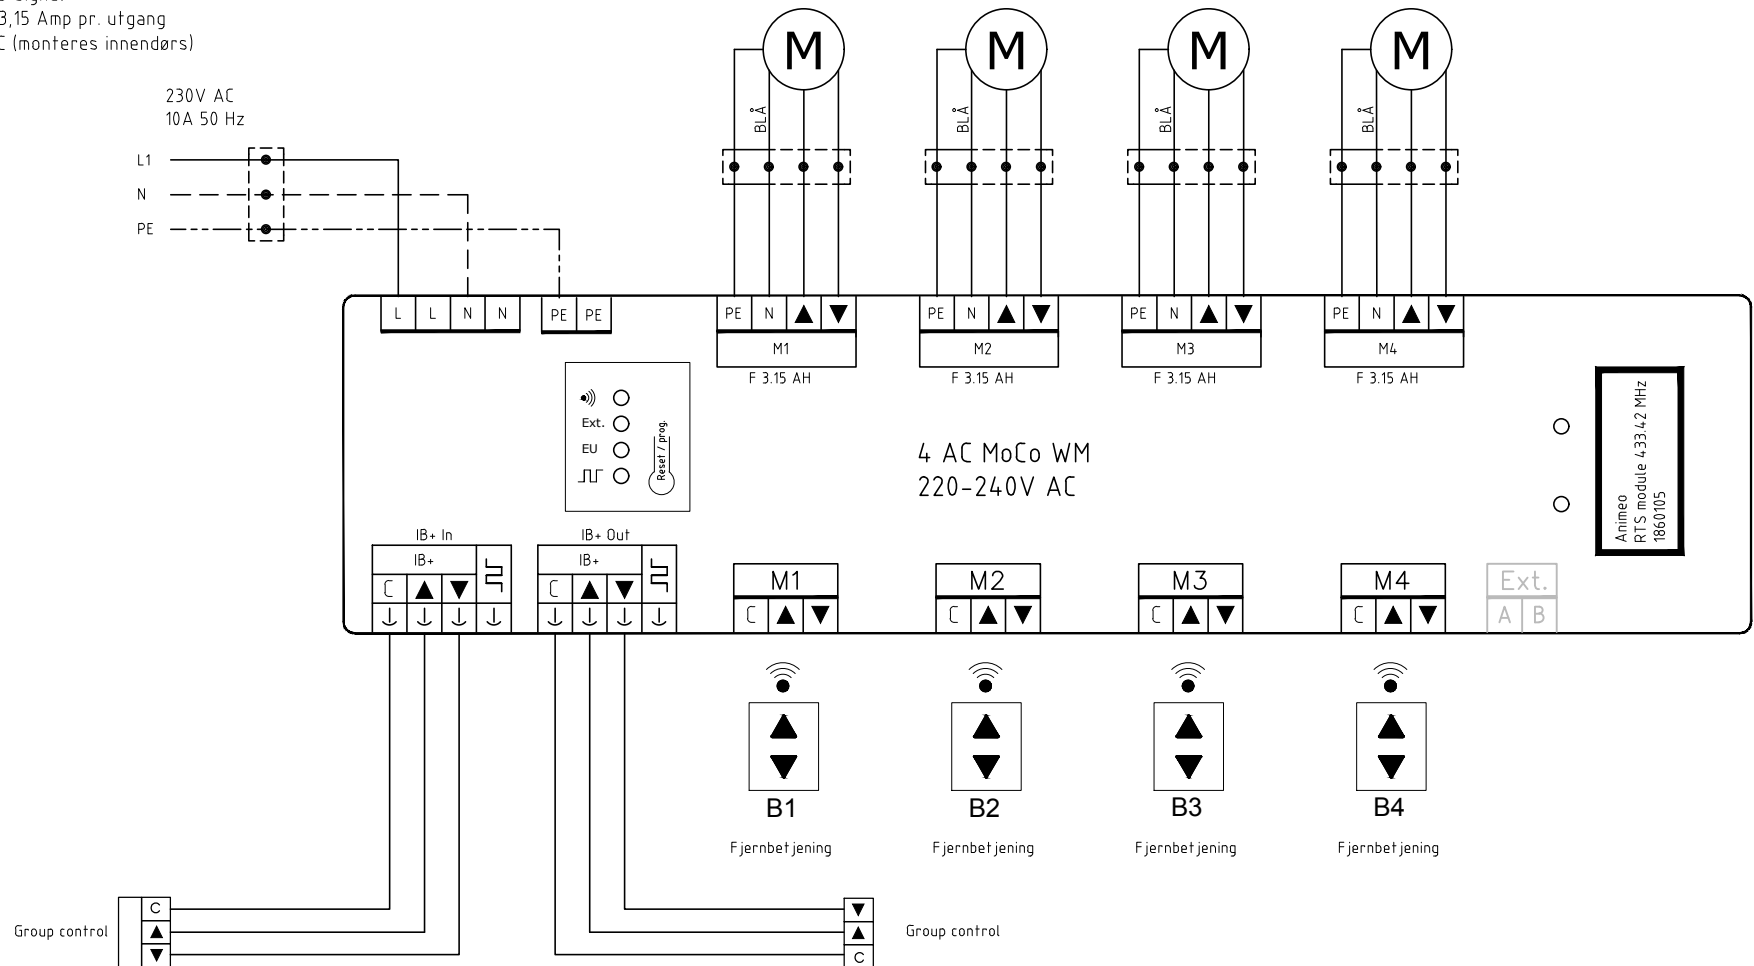 3,15 Amp pr. utgang
C (monteres innendørs)
230V AC
10A 50 Hz
L1
N
PE
M
M
M
M
BLÅ
BLÅ
BLÅ
BLÅ
L L N N PE PE
PE N ▲ ▼
PE N ▲ ▼
PE N ▲ ▼
PE N ▲ ▼
M1
M2
M3
M4
F 3.15 AH
F 3.15 AH
F 3.15 AH
F 3.15 AH
Ext.
EU
Reset / prog.
4 AC MoCo WM
220-240V AC
Animeo
RTS module 433.42 MHz
1860105
IB+ In
IB+
C ▲ ▼
IB+ Out
IB+
C ▲ ▼
M1
C ▲ ▼
M2
C ▲ ▼
M3
C ▲ ▼
M4
C ▲ ▼
Ext.
A B
B1
B2
B3
B4
Fjernbetjening
Fjernbetjening
Fjernbetjening
Fjernbetjening
Group control
C
▲
▼
▼
▲
C
Group control